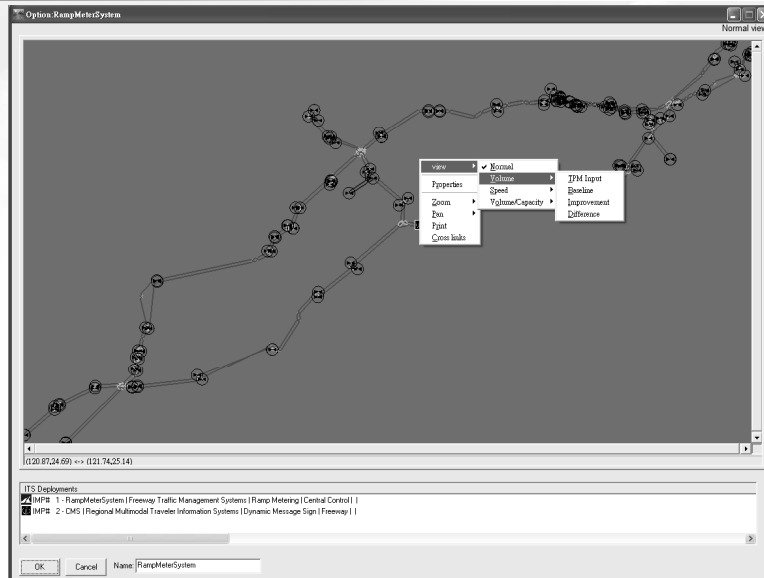 Option:RampMeterSystem
Normal view
view
Properties
Zoom
Pan
Print
Cross links
Normal
Volume
Speed
Volume/Capacity
TPM Input
Baseline
Improvement
Difference
(120.87,24.69) <-> (121.74,25.14)
ITS Deployments
IMP# 1 - RampMeterSystem | Freeway Traffic Management Systems | Ramp Metering | Central Control | |
IMP# 2 - CMS | Regional Multimodal Traveler Information Systems | Dynamic Message Sign | Freeway | |
OK Cancel Name: RampMeterSystem